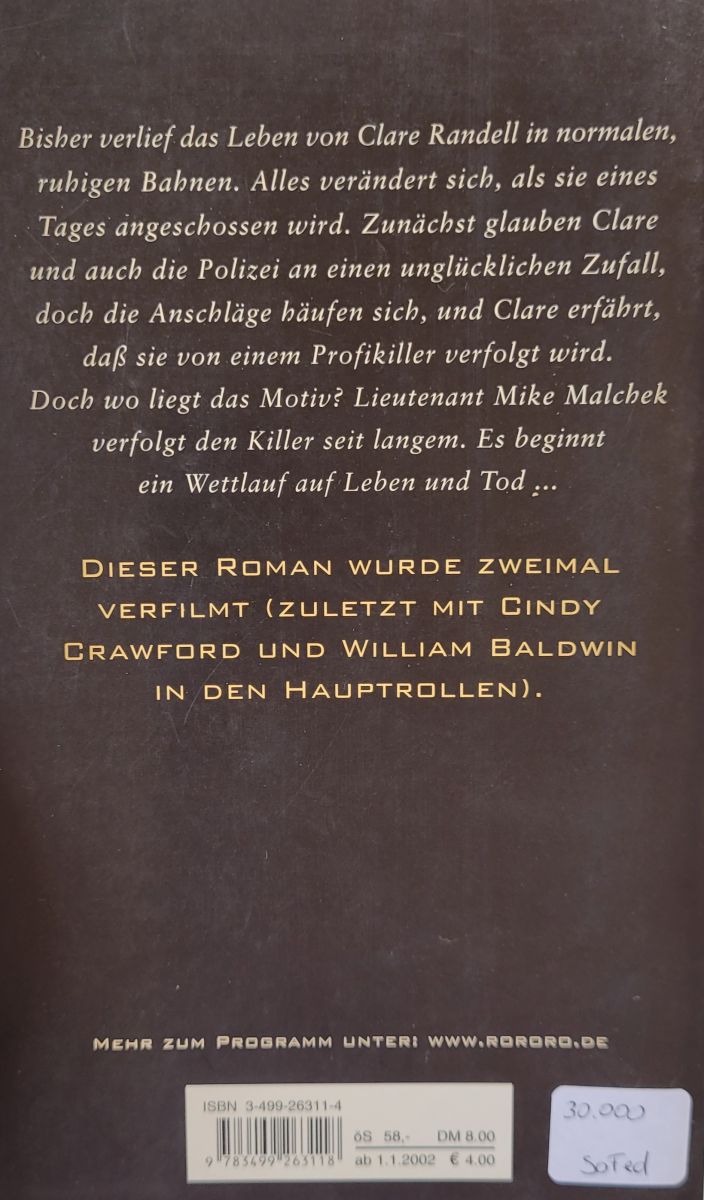 Bisher verlief das Leben von Clare Randell in normalen,
ruhigen Bahnen. Alles verändert sich, als sie eines
Tages angeschossen wird. Zunächst glauben Clare
und auch die Polizei an einen unglücklichen Zufall,
doch die Anschläge häufen sich, und Clare erfährt,
daß sie von einem Profikiller verfolgt wird.
Doch wo liegt das Motiv? Lieutenant Mike Malchek
verfolgt den Killer seit langem. Es beginnt
ein Wettlauf auf Leben und Tod ...
DIESER ROMAN WURDE ZWEIMAL
VERFILMT (ZULETZT MIT CINDY
CRAWFORD UND WILLIAM BALDWIN
IN DEN HAUPTROLLEN).
MEHR ZUM PROGRAMM UNTER: WWW.RORORO.DE
ISBN 3-499-26311-4
öS 58,- DM 8.00
ab 1.1.2002 € 4.00
9 783499 263118
30.000
SoFed